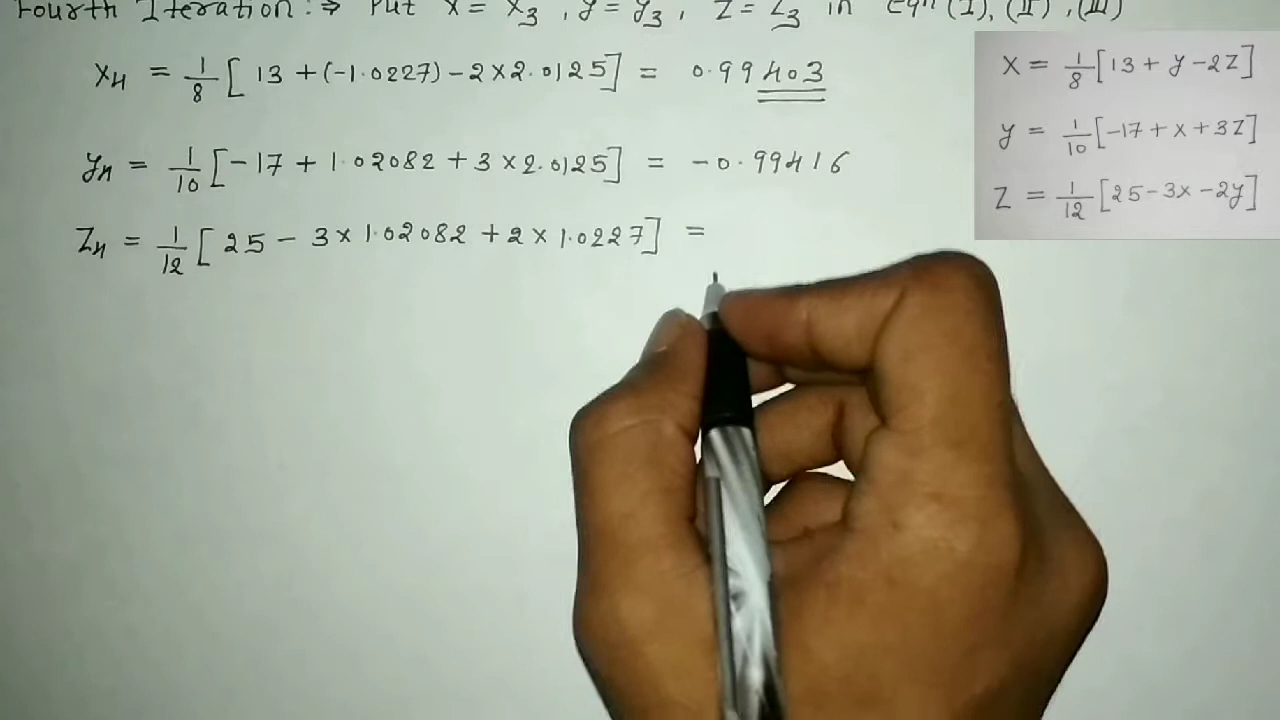 Fourth Iteration :⇒ Put x = x₃ , y = y₃ , z = z₃ in Eqn (I), (II) , (III)
x₄ = 1/8 [ 13 + (-1.0227) - 2 × 2.0125 ] = 0.99403
y₄ = 1/10 [ -17 + 1.02082 + 3 × 2.0125 ] = -0.99416
z₄ = 1/12 [ 25 - 3 × 1.02082 + 2 × 1.0227 ] =
x = 1/8 [13 + y - 2z]
y = 1/10 [-17 + x + 3z]
z = 1/12 [25 - 3x - 2y]